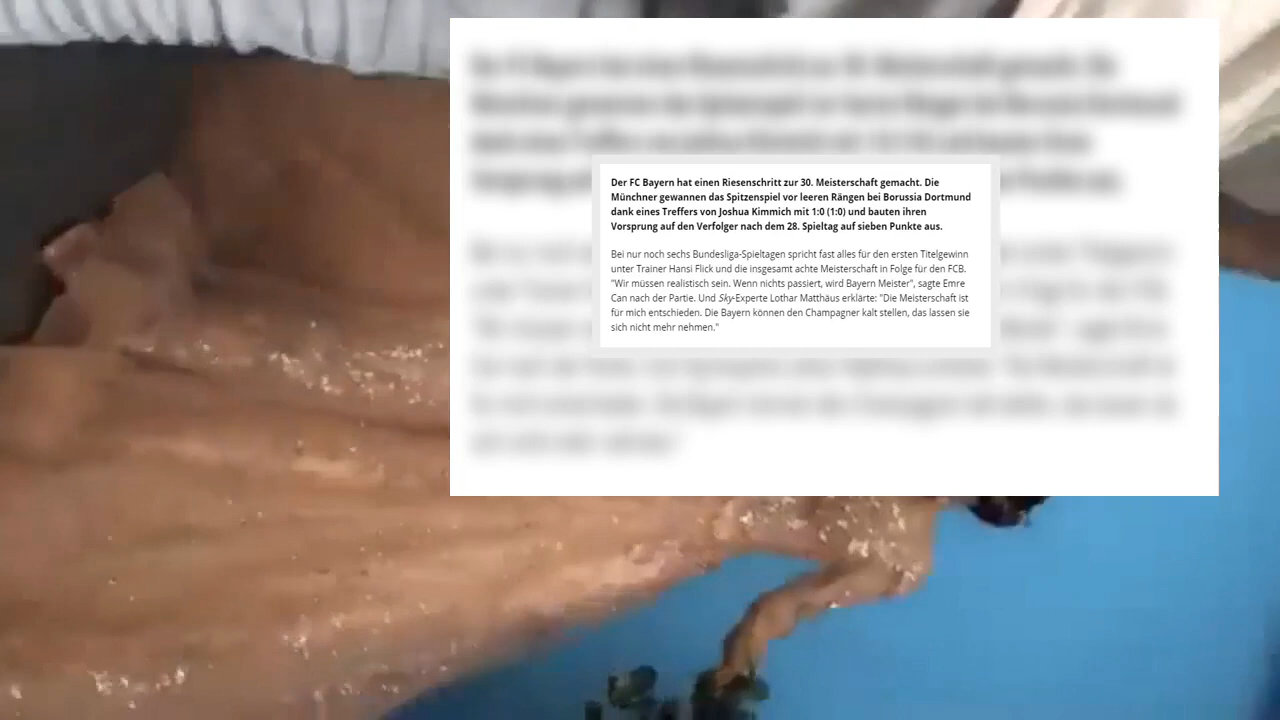 Der FC Bayern hat einen Riesenschritt zur 30. Meisterschaft gemacht. Die
Münchner gewannen das Spitzenspiel vor leeren Rängen bei Borussia Dortmund
dank eines Treffers von Joshua Kimmich mit 1:0 (1:0) und bauten ihren
Vorsprung auf den Verfolger nach dem 28. Spieltag auf sieben Punkte aus.
Bei nur noch sechs Bundesliga-Spieltagen spricht fast alles für den ersten Titelgewinn
unter Trainer Hansi Flick und die insgesamt achte Meisterschaft in Folge für den FCB.
"Wir müssen realistisch sein. Wenn nichts passiert, wird Bayern Meister", sagte Emre
Can nach der Partie. Und Sky-Experte Lothar Matthäus erklärte: "Die Meisterschaft ist
für mich entschieden. Die Bayern können den Champagner kalt stellen, das lassen sie
sich nicht mehr nehmen."